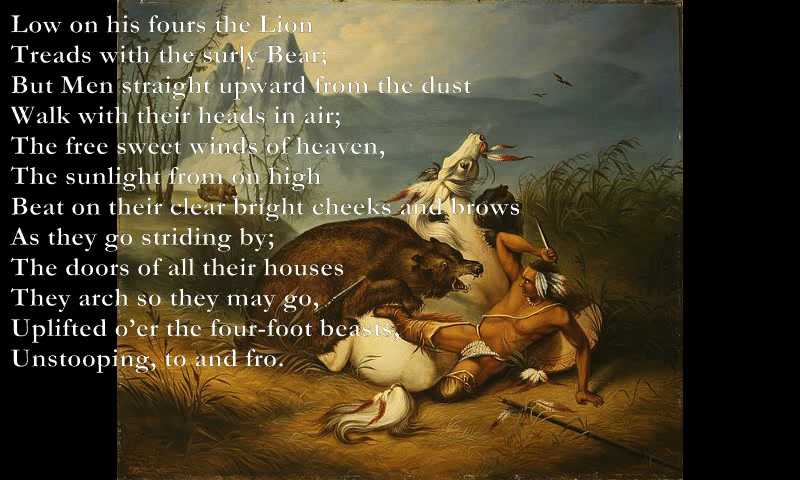 Low on his fours the Lion
Treads with the surly Bear;
But Men straight upward from the dust
Walk with their heads in air;
The free sweet winds of heaven,
The sunlight from on high
Beat on their clear bright cheeks and brows
As they go striding by;
The doors of all their houses
They arch so they may go,
Uplifted o’er the four-foot beasts,
Unstooping, to and fro.